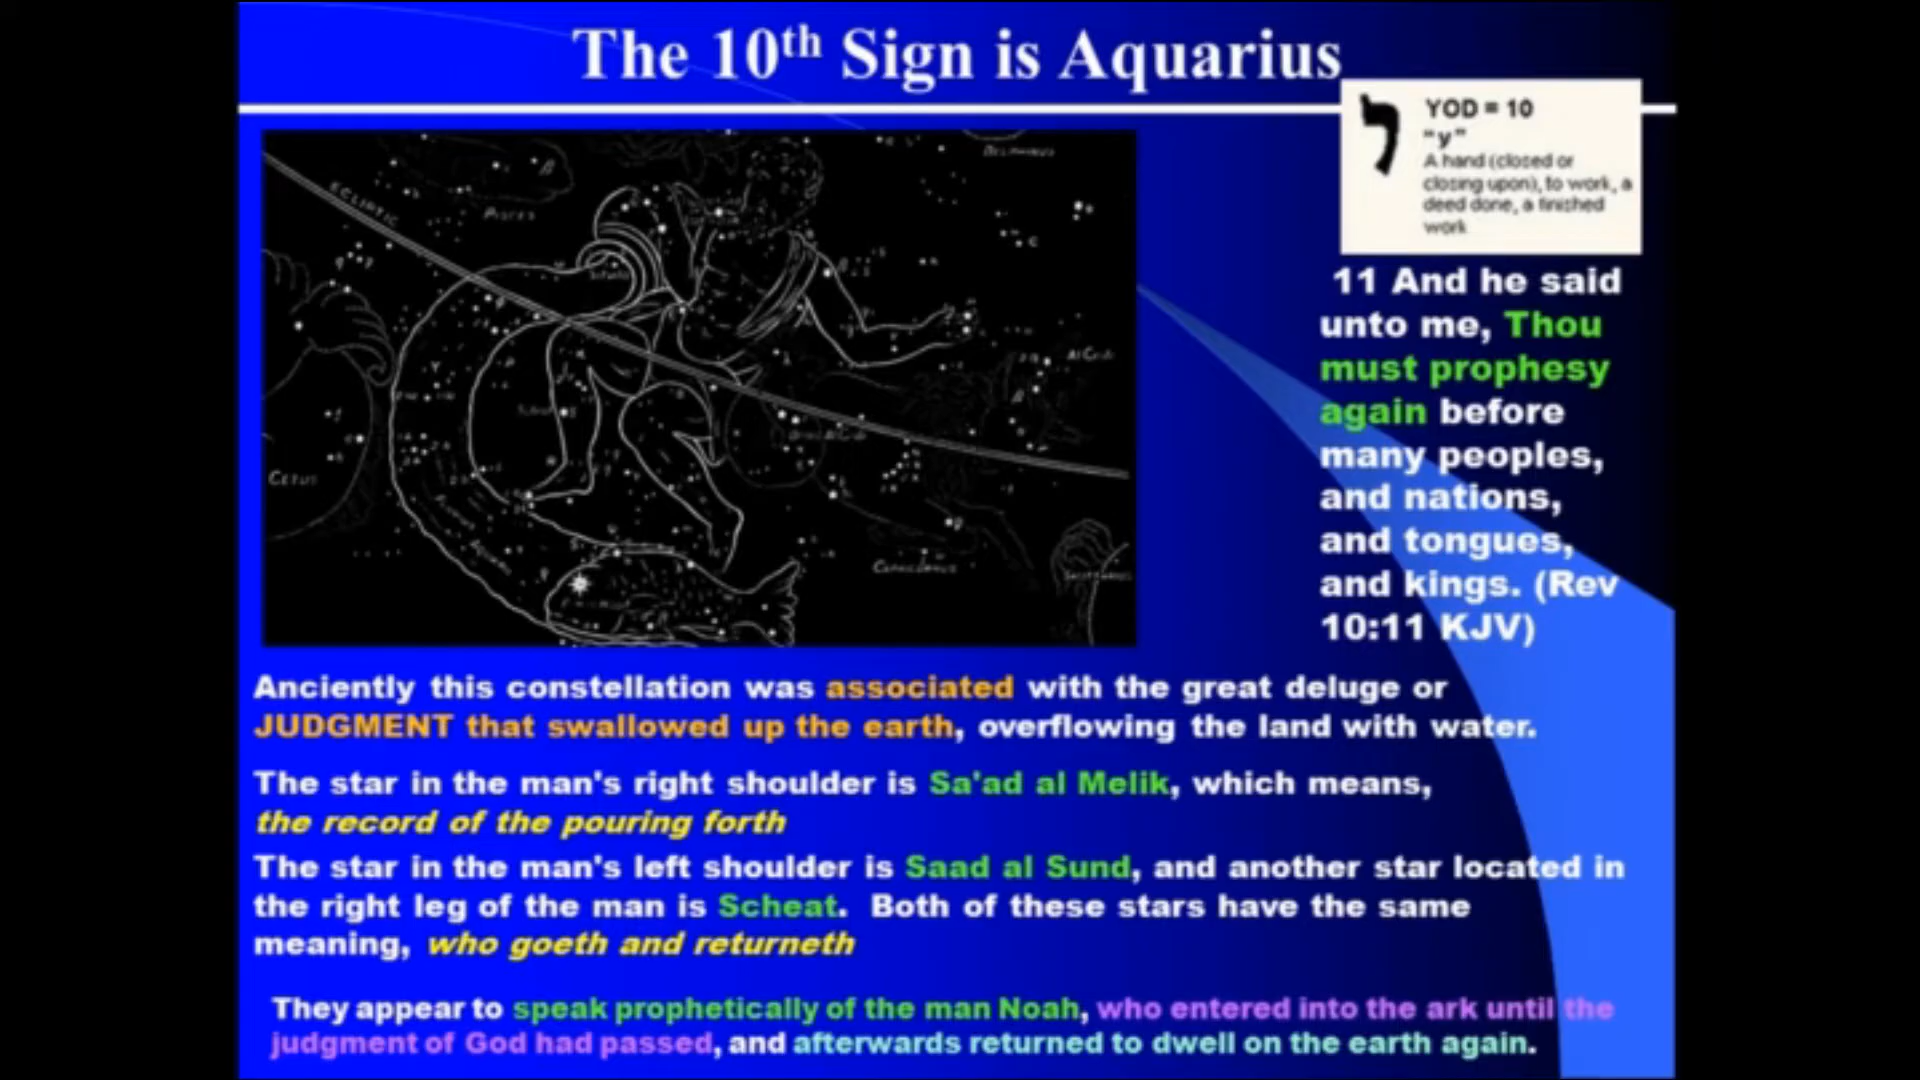 The 10th Sign is Aquarius
י
YOD = 10
"y"
A hand (closed or
closing upon), to work, a
deed done, a finished
work
ECLIPTIC
PISCES
DELPHINUS
CETUS
CAPRICORNUS
11 And he said
unto me, Thou
must prophesy
again before
many peoples,
and nations,
and tongues,
and kings. (Rev
10:11 KJV)
Anciently this constellation was associated with the great deluge or
JUDGMENT that swallowed up the earth, overflowing the land with water.
The star in the man's right shoulder is Sa'ad al Melik, which means,
the record of the pouring forth
The star in the man's left shoulder is Saad al Sund, and another star located in
the right leg of the man is Scheat. Both of these stars have the same
meaning, who goeth and returneth
They appear to speak prophetically of the man Noah, who entered into the ark until the
judgment of God had passed, and afterwards returned to dwell on the earth again.